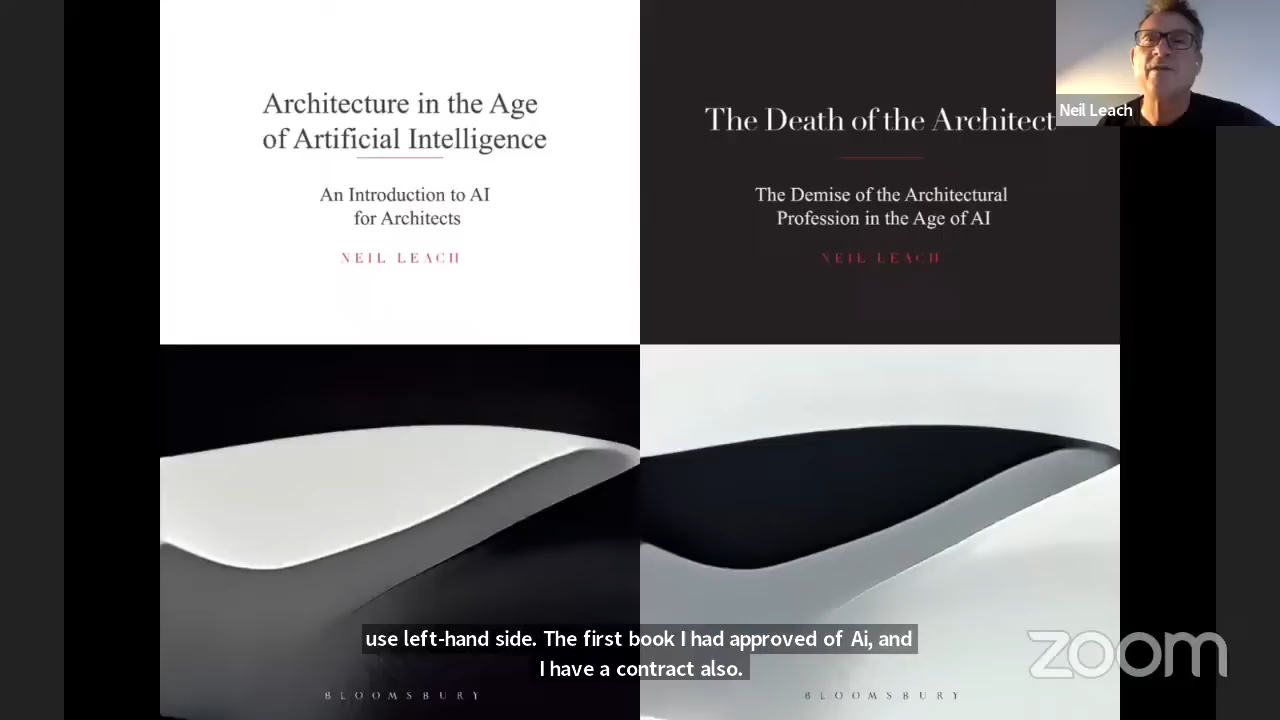 Architecture in the Age
of Artificial Intelligence
An Introduction to AI
for Architects
NEIL LEACH
The Death of the Architect
The Demise of the Architectural
Profession in the Age of AI
NEIL LEACH
Neil Leach
use left-hand side. The first book I had approved of Ai, and
I have a contract also.
BLOOMSBURY
BLOOMSBURY
zoom